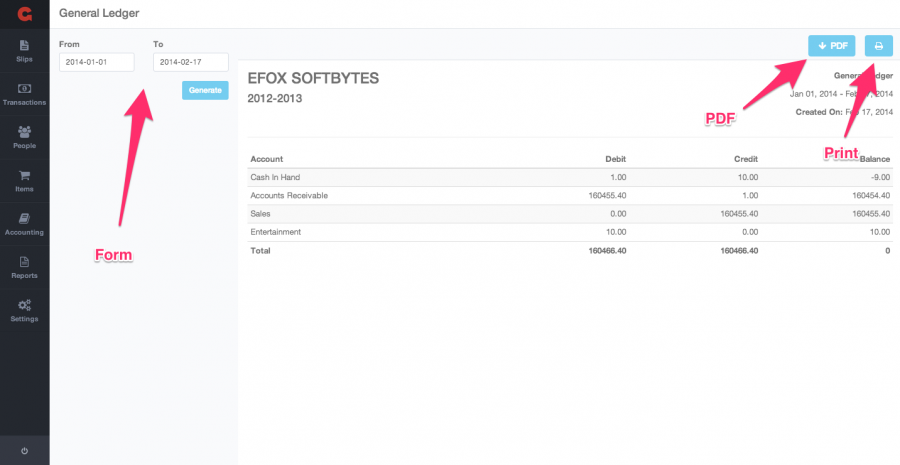 General Ledger
Slips
Transactions
People
Items
Accounting
Reports
Settings
From To
2014-01-01 2014-02-17
Generate
Form
PDF
EFOX SOFTBYTES
2012-2013
General Ledger
Jan 01, 2014 - Feb 17, 2014
Created On: Feb 17, 2014
PDF
Print
Account Debit Credit Balance
Cash In Hand 1.00 10.00 -9.00
Accounts Receivable 160455.40 1.00 160454.40
Sales 0.00 160455.40 160455.40
Entertainment 10.00 0.00 10.00
Total 160466.40 160466.40 0